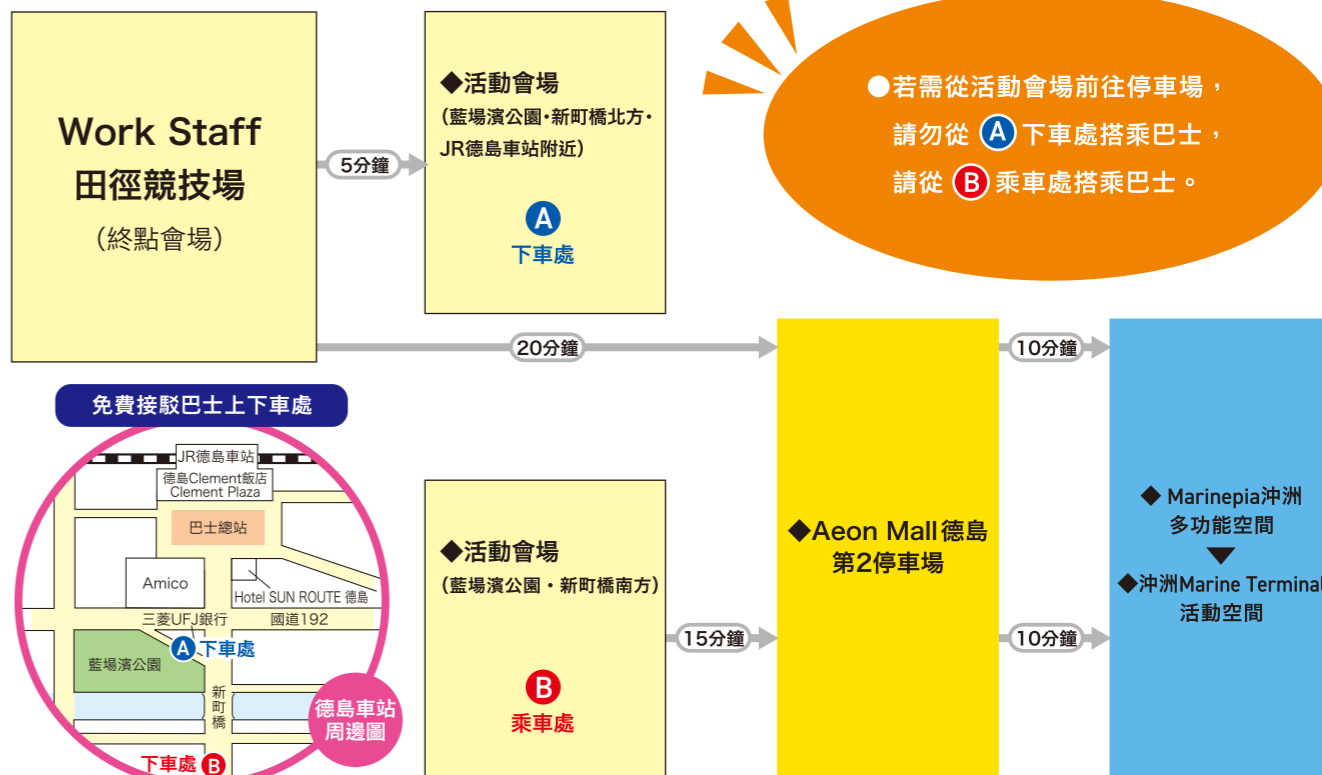 Work Staff
田徑競技場
（終點會場）
5分鐘
◆活動會場
（藍場濱公園･新町橋北方･
JR德島車站附近）
A
下車處
●若需從活動會場前往停車場，
請勿從 A 下車處搭乘巴士，
請從 B 乘車處搭乘巴士。
20分鐘
10分鐘
免費接駁巴士上下車處
JR德島車站
德島Clement飯店
Clement Plaza
巴士總站
Amico
Hotel SUN ROUTE 德島
三菱UFJ銀行
國道192
A 下車處
藍場濱公園
新町橋
德島車站
周邊圖
下車處 B
◆活動會場
（藍場濱公園・新町橋南方）
B
乘車處
15分鐘
◆Aeon Mall德島
第2停車場
10分鐘
◆ Marinepia沖洲
多功能空間
▼
◆沖洲Marine Terminal
活動空間